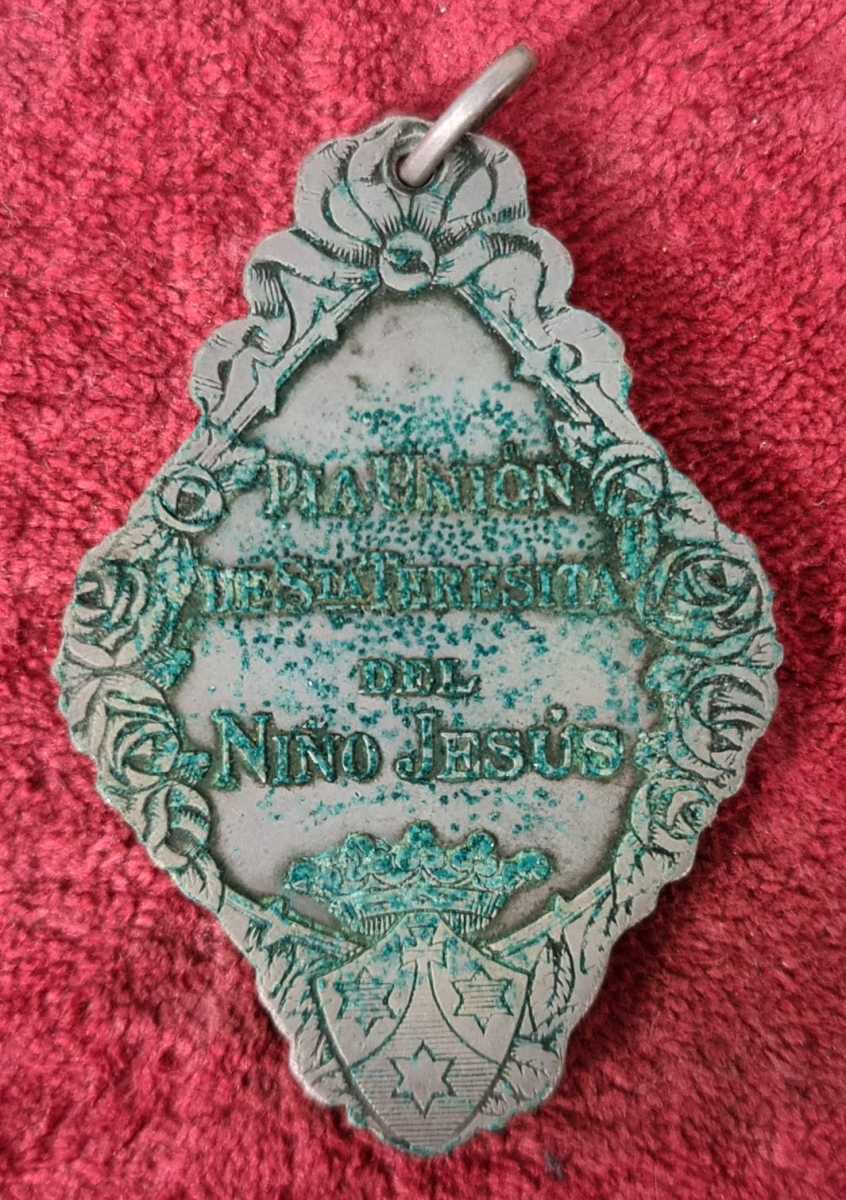 PIA UNIÓN
DE STA TERESITA
DEL
NIÑO JESÚS